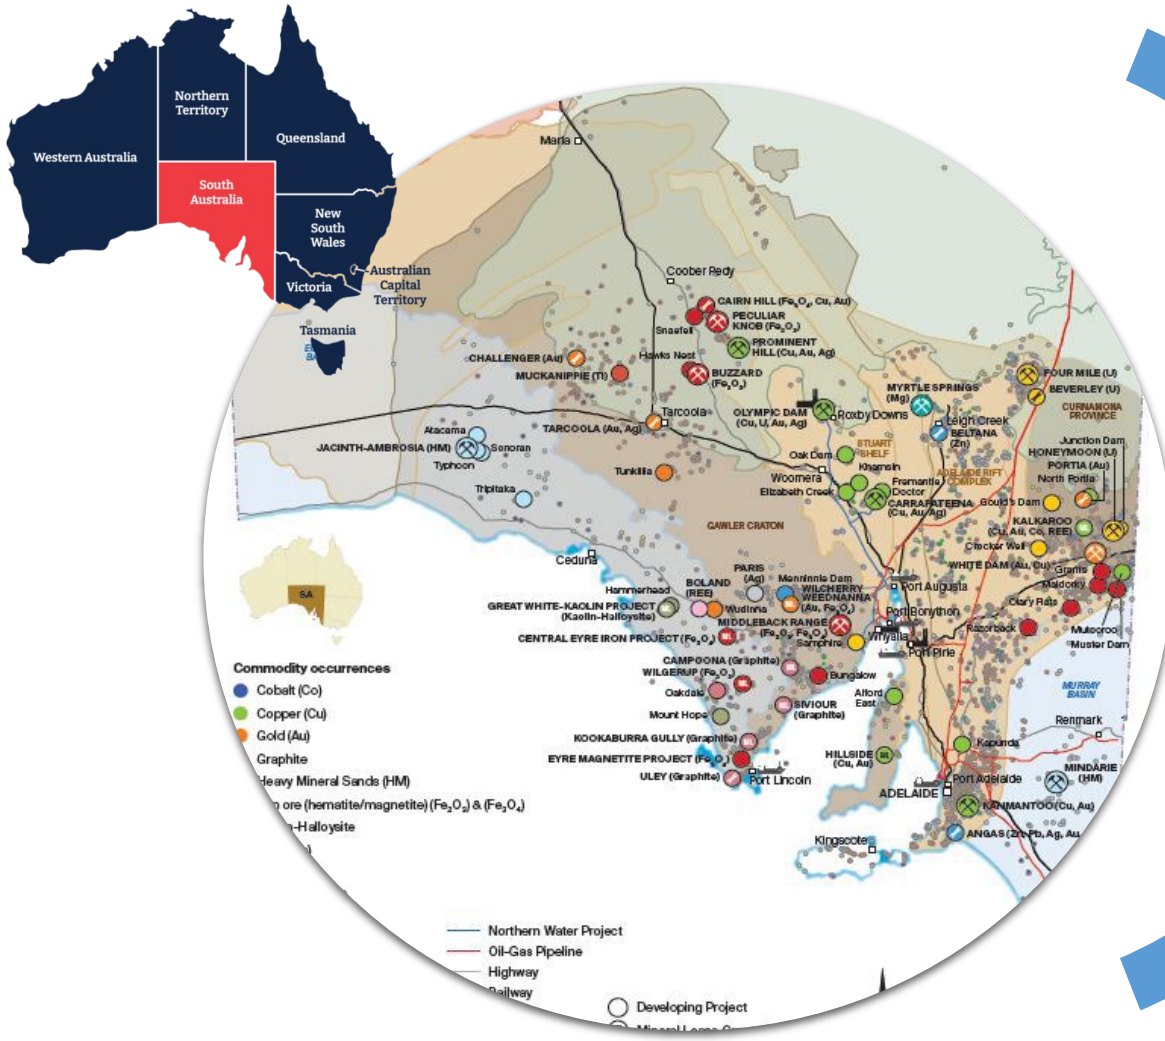 Northern
Territory
Queensland
Western Australia
South
Australia
New
South
Wales
Australian
Capital
Territory
Victoria
Tasmania
Marla
Coober Pedy
CAIRN HILL (Fe₃O₄, Cu, Au)
PECULIAR
KNOB (Fe₂O₃)
Snaefell
PROMINENT
HILL (Cu, Au, Ag)
CHALLENGER (Au)
Hawks Nest
MUCKANIPPIE (Ti)
BUZZARD
(Fe₂O₃)
FOUR MILE (U)
MYRTLE SPRINGS
(Mg)
BEVERLEY (U)
CURNAMONA
PROVINCE
OLYMPIC DAM
(Cu, U, Au, Ag)
Roxby Downs
Tarcoola
TARCOOLA (Au, Ag)
Leigh Creek
BELTANA
(Zn)
Atacama
JACINTH-AMBROSIA (HM)
Sonoran
Typhoon
STUART
SHELF
Oak Dam
Junction Dam
HONEYMOON (U)
PORTIA (Au)
North Portia
ADELAIDE RIFT
COMPLEX
Tunkillia
Woomera
Khamsin
Elizabeth Creek
Fremantle
Doctor
CARRAPATEENA
(Cu, Au, Ag)
Tripitaka
Gould's Dam
GAWLER CRATON
KALKAROO
(Cu, Au, Co, REE)
Crocker Well
WHITE DAM (Au, Cu)
Ceduna
PARIS
(Ag)
Menninnie Dam
Port Augusta
Grants
Maldorky
Hammerhead
BOLAND
(REE)
WILCHERRY
WEEDNANNA
(Au, Fe₃O₄)
GREAT WHITE-KAOLIN PROJECT
(Kaolin-Halloysite)
Wudinna
Port Bonython
Olary Flats
MIDDLEBACK RANGE
(Fe₂O₃, Fe₃O₄)
CENTRAL EYRE IRON PROJECT (Fe₃O₄)
Samphire
Whyalla
Port Pirie
Razorback
Mutooroo
Muster Dam
CAMPOONA (Graphite)
WILGERUP (Fe₂O₃)
Bungalow
Oakdale
Alford
East
MURRAY
BASIN
Mount Hope
SIVIOUR
(Graphite)
Renmark
KOOKABURRA GULLY (Graphite)
HILLSIDE
(Cu, Au)
Kapunda
EYRE MAGNETITE PROJECT (Fe₃O₄)
MINDARIE
(HM)
ULEY (Graphite)
Port Lincoln
Port Adelaide
ADELAIDE
KANMANTOO (Cu, Au)
ANGAS (Zn, Pb, Ag, Au
Kingscote
SA
Commodity occurrences
Cobalt (Co)
Copper (Cu)
Gold (Au)
Graphite
Heavy Mineral Sands (HM)
ore (hematite/magnetite) (Fe₂O₃) & (Fe₃O₄)
-Halloysite
Northern Water Project
Oil-Gas Pipeline
Highway
Railway
Developing Project